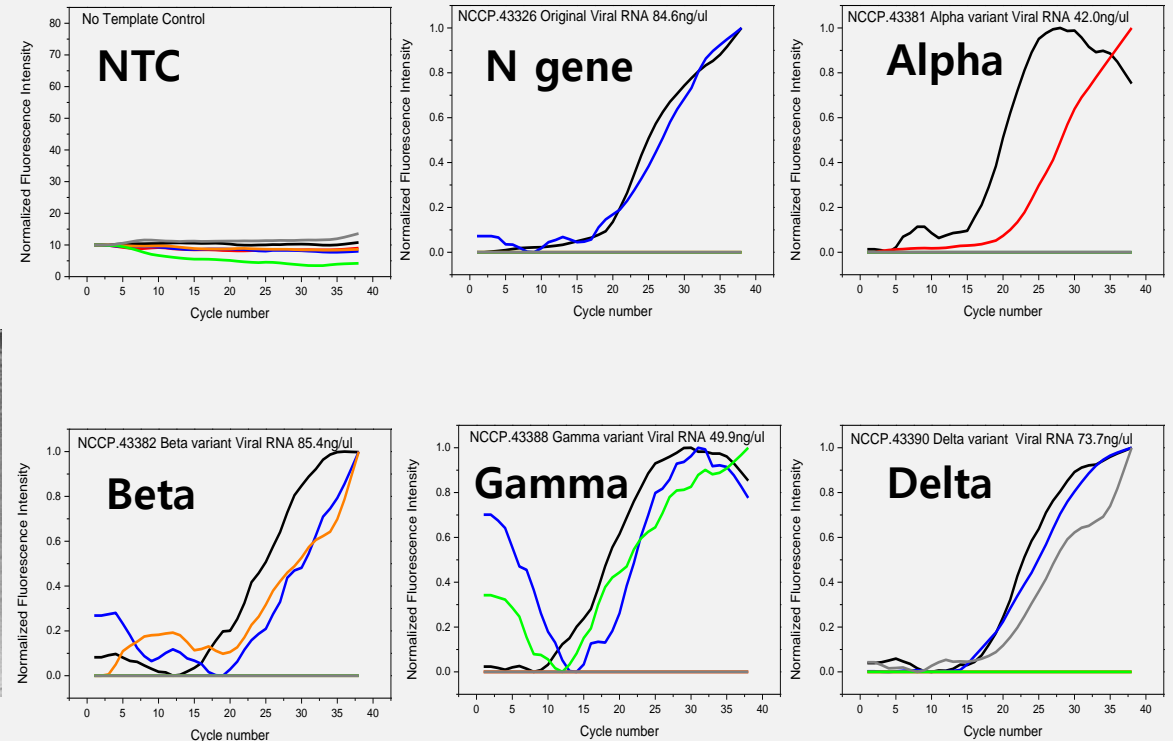 No Template Control
NTC
80
70
60
50
40
30
20
10
0
0 5 10 15 20 25 30 35 40
Cycle number
Normalized Fluorescence Intensity
NCCP.43326 Original Viral RNA 84.6ng/ul
N gene
1.0
0.8
0.6
0.4
0.2
0.0
0 5 10 15 20 25 30 35 40
Cycle number
Normalized Fluorescence Intensity
NCCP.43381 Alpha variant Viral RNA 42.0ng/ul
Alpha
1.0
0.8
0.6
0.4
0.2
0.0
0 5 10 15 20 25 30 35 40
Cycle number
Normalized Fluorescence Intensity
NCCP.43382 Beta variant Viral RNA 85.4ng/ul
Beta
1.0
0.8
0.6
0.4
0.2
0.0
0 5 10 15 20 25 30 35 40
Cycle number
Normalized Fluorescence Intensity
NCCP.43388 Gamma variant Viral RNA 49.9ng/ul
Gamma
1.0
0.8
0.6
0.4
0.2
0.0
0 5 10 15 20 25 30 35 40
Cycle number
Normalized Fluorescence Intensity
NCCP.43390 Delta variant Viral RNA 73.7ng/ul
Delta
1.0
0.8
0.6
0.4
0.2
0.0
0 5 10 15 20 25 30 35 40
Cycle number
Normalized Fluorescence Intensity